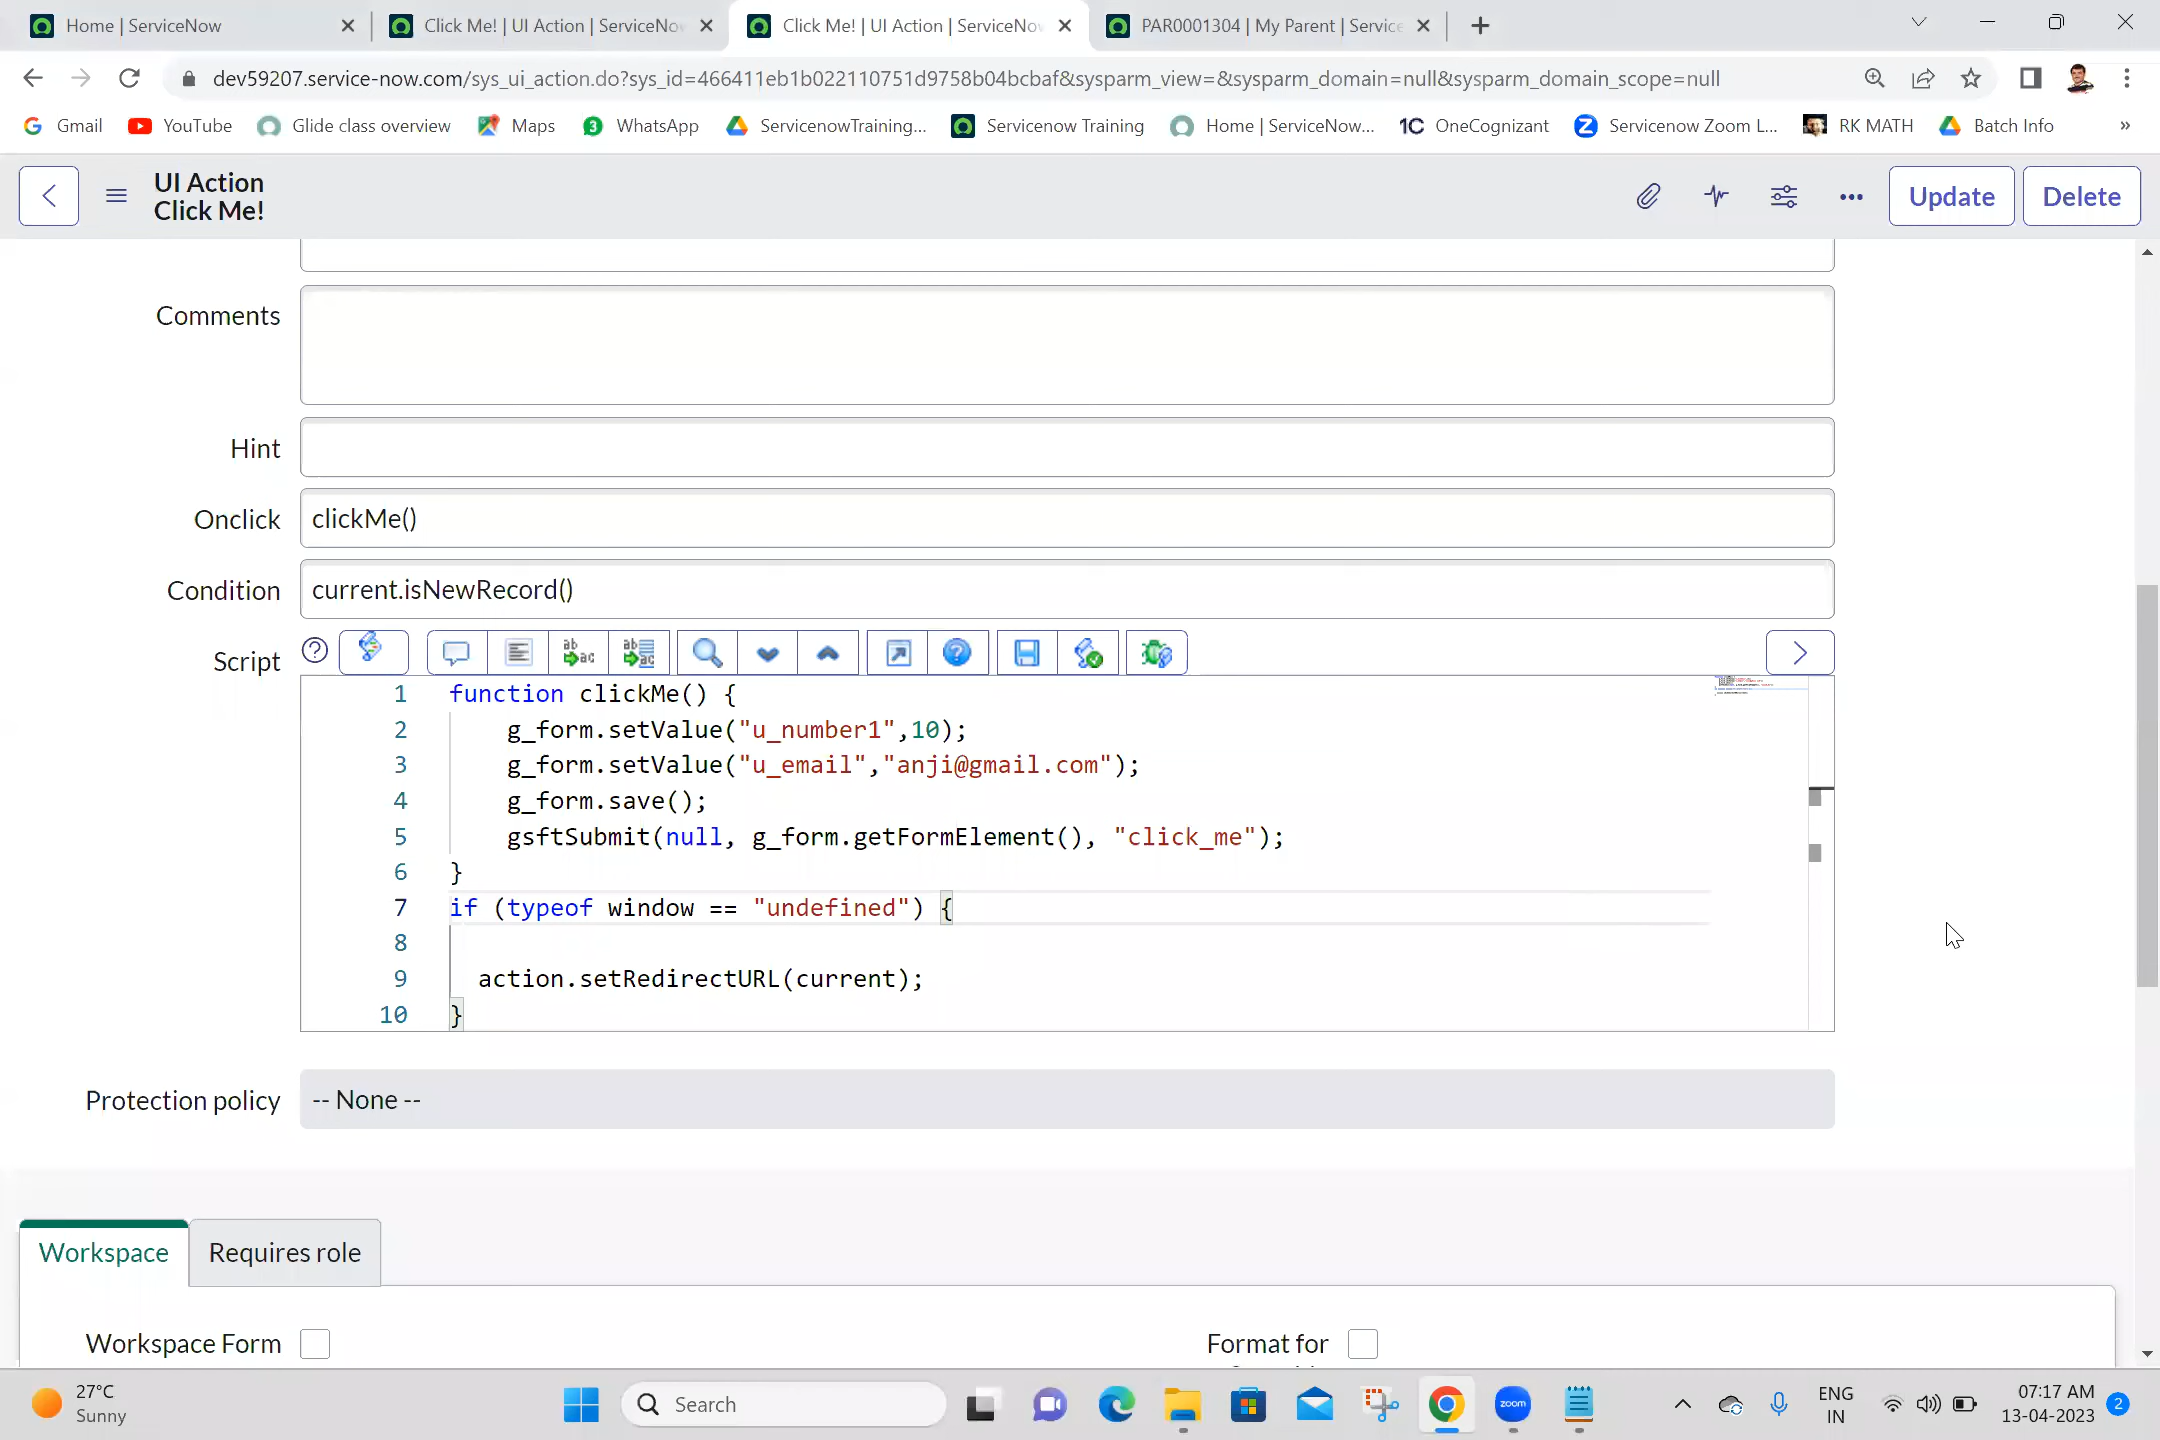 Home | ServiceNow
Click Me! | UI Action | ServiceNo
Click Me! | UI Action | ServiceNo
PAR0001304 | My Parent | Service
dev59207.service-now.com/sys_ui_action.do?sys_id=466411eb1b022110751d9758b04bcbaf&sysparm_view=&sysparm_domain=null&sysparm_domain_scope=null
Gmail
YouTube
Glide class overview
Maps
WhatsApp
ServicenowTraining...
Servicenow Training
Home | ServiceNow...
1C OneCognizant
Servicenow Zoom L...
RK MATH
Batch Info
»
UI Action
Click Me!
Update
Delete
Comments
Hint
Onclick
clickMe()
Condition
current.isNewRecord()
Script
1 function clickMe() {
2 g_form.setValue("u_number1",10);
3 g_form.setValue("u_email","anji@gmail.com");
4 g_form.save();
5 gsftSubmit(null, g_form.getFormElement(), "click_me");
6 }
7 if (typeof window == "undefined") {
8
9 action.setRedirectURL(current);
10 }
Protection policy
-- None --
Workspace
Requires role
Workspace Form
Format for
27°C
Sunny
Search
zoom
ENG
IN
07:17 AM
13-04-2023
2